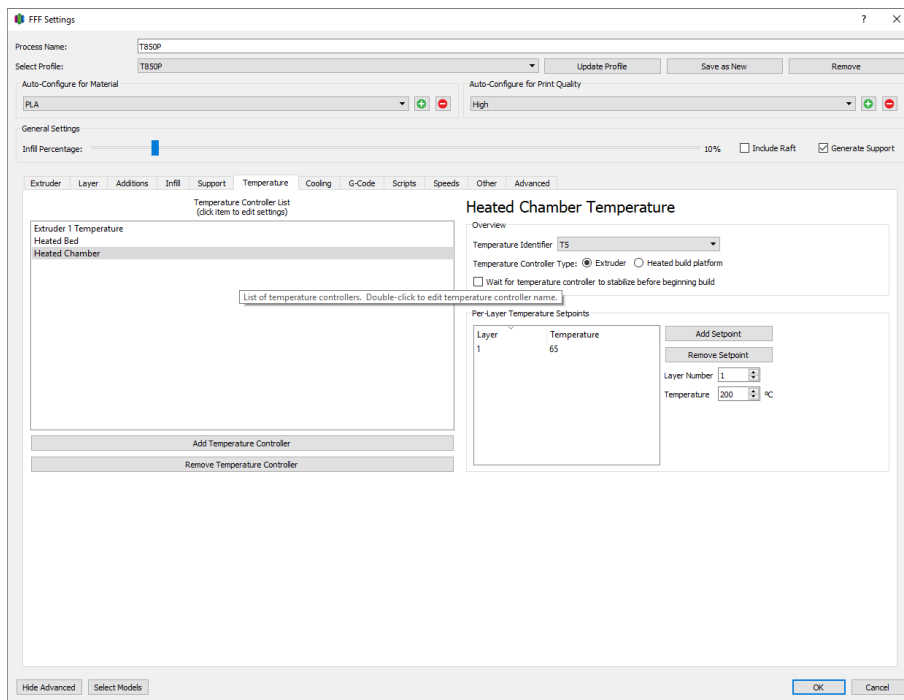 FFF Settings
? ×
Process Name: T850P
Select Profile: T850P Update Profile Save as New Remove
Auto-Configure for Material
PLA
Auto-Configure for Print Quality
High
General Settings
Infill Percentage: 10% Include Raft Generate Support
Extruder Layer Additions Infill Support Temperature Cooling G-Code Scripts Speeds Other Advanced
Temperature Controller List
(click item to edit settings)
Extruder 1 Temperature
Heated Bed
Heated Chamber
List of temperature controllers. Double-click to edit temperature controller name.
Add Temperature Controller
Remove Temperature Controller
Heated Chamber Temperature
Overview
Temperature Identifier T5
Temperature Controller Type: Extruder Heated build platform
Wait for temperature controller to stabilize before beginning build
Per-Layer Temperature Setpoints
Layer Temperature
1 65
Add Setpoint
Remove Setpoint
Layer Number 1
Temperature 200 ºC
Hide Advanced Select Models OK Cancel